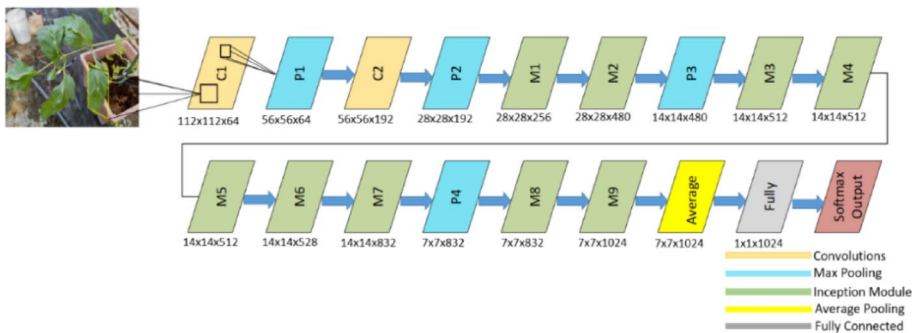 C1
P1
C2
P2
M1
M2
P3
M3
M4
112x112x64
56x56x64
56x56x192
28x28x192
28x28x256
28x28x480
14x14x480
14x14x512
14x14x512
M5
M6
M7
P4
M8
M9
Average
Fully
Softmax
Output
14x14x512
14x14x528
14x14x832
7x7x832
7x7x832
7x7x1024
7x7x1024
1x1x1024
Convolutions
Max Pooling
Inception Module
Average Pooling
Fully Connected